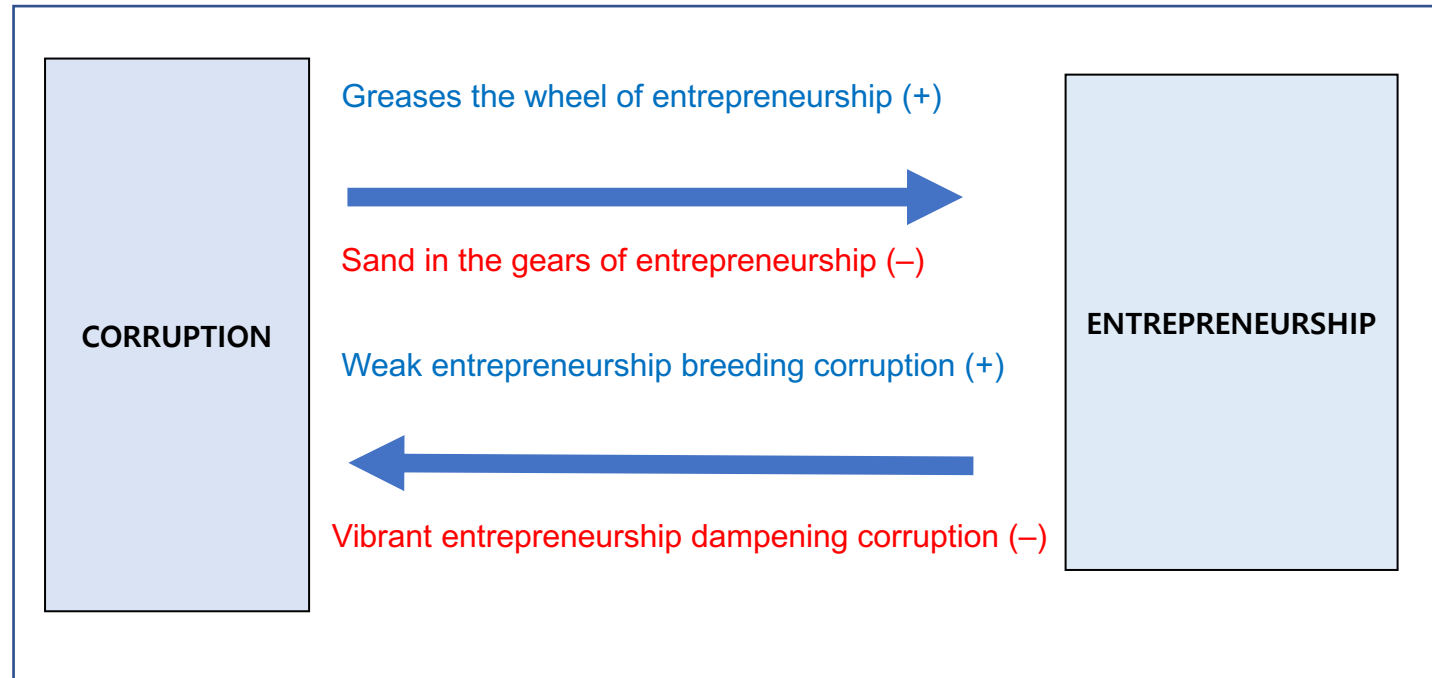 Greases the wheel of entrepreneurship (+)
Sand in the gears of entrepreneurship (–)
CORRUPTION
ENTREPRENEURSHIP
Weak entrepreneurship breeding corruption (+)
Vibrant entrepreneurship dampening corruption (–)